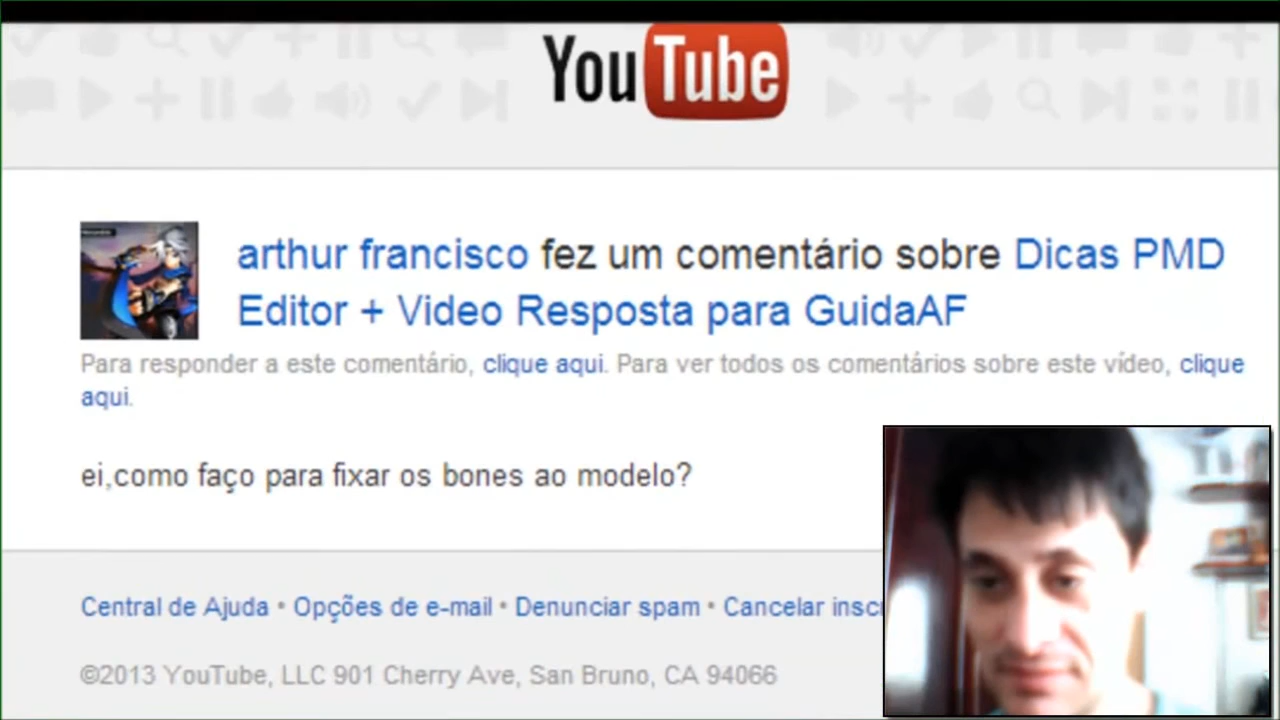 YouTube
arthur francisco fez um comentário sobre Dicas PMD
Editor + Video Resposta para GuidaAF
Para responder a este comentário, clique aqui. Para ver todos os comentários sobre este vídeo, clique
aqui.
ei,como faço para fixar os bones ao modelo?
Central de Ajuda • Opções de e-mail • Denunciar spam • Cancelar
©2013 YouTube, LLC 901 Cherry Ave, San Bruno, CA 94066